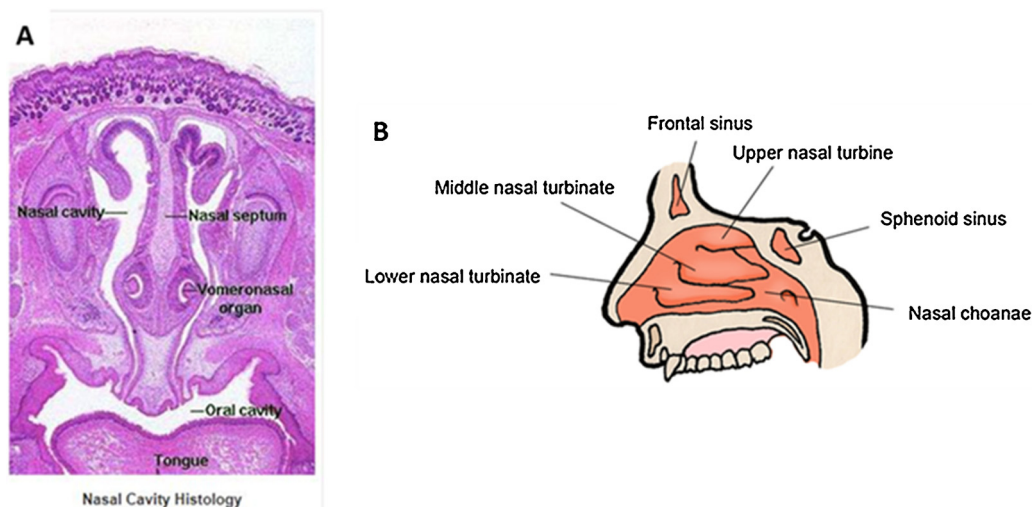 A
Nasal cavity
Nasal septum
Vomeronasal
organ
Oral cavity
Tongue
Nasal Cavity Histology
B
Frontal sinus
Upper nasal turbine
Middle nasal turbinate
Sphenoid sinus
Lower nasal turbinate
Nasal choanae